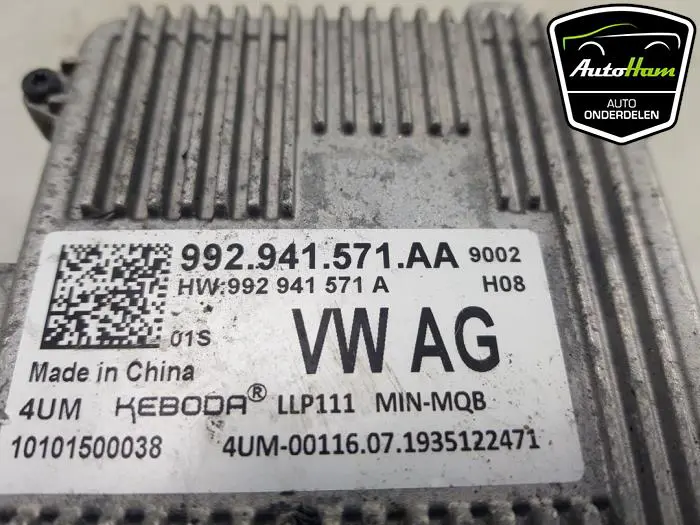 AutoHam
AUTO
ONDERDELEN
992.941.571.AA 9002
HW:992 941 571 A H08
01S VW AG
Made in China
4UM KEBODA® LLP111 MIN-MQB
10101500038 4UM-00116.07.1935122471